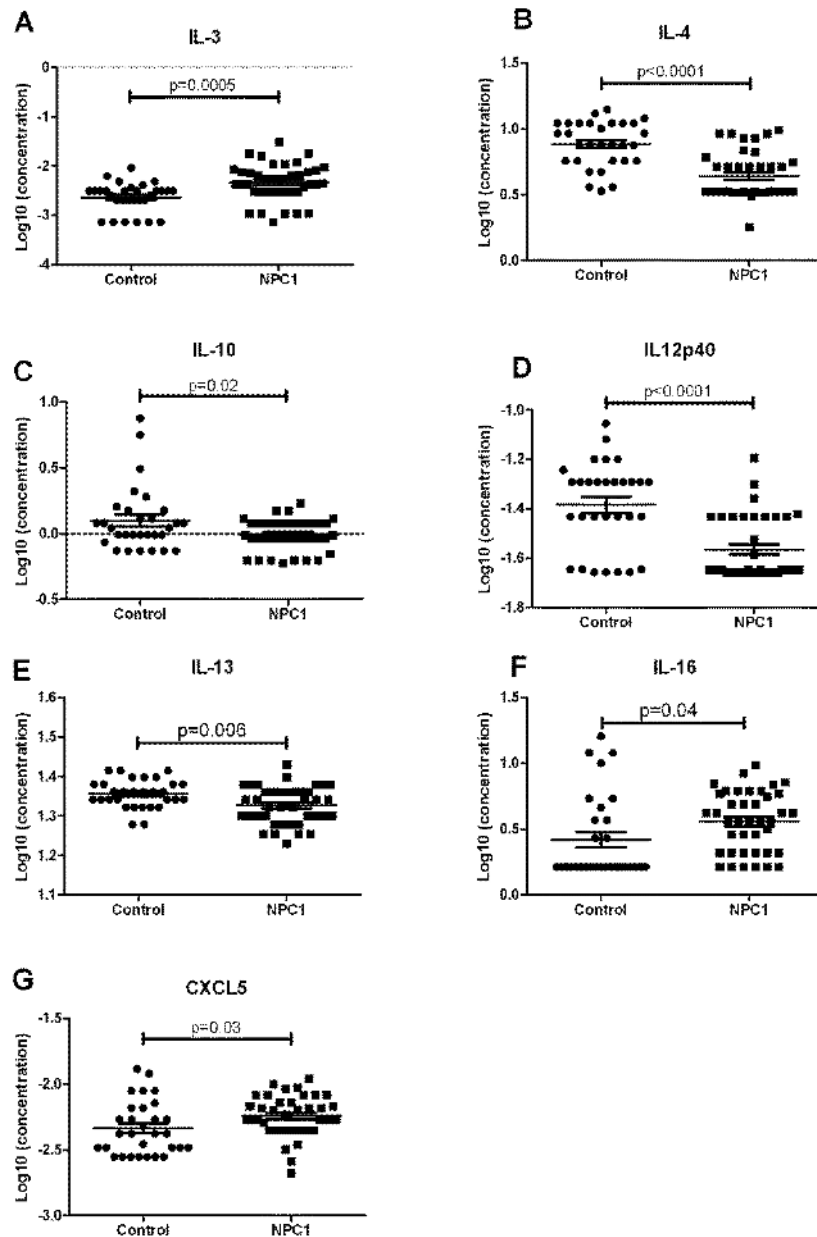 A
IL-3
p=0.0005
0
-1
-2
-3
-4
Log10 (concentration)
Control
NPC1
B
IL-4
p<0.0001
1.5
1.0
0.5
0.0
Log10 (concentration)
Control
NPC1
C
IL-10
p=0.02
1.0
0.5
0.0
-0.5
Log10 (concentration)
Control
NPC1
D
IL12p40
p<0.0001
-1.0
-1.2
-1.4
-1.6
-1.8
Log10 (concentration)
Control
NPC1
E
IL-13
p=0.006
1.6
1.5
1.4
1.3
1.2
1.1
Log10 (concentration)
Control
NPC1
F
IL-16
p=0.04
1.5
1.0
0.5
0.0
Log10 (concentration)
Control
NPC1
G
CXCL5
p=0.03
-1.5
-2.0
-2.5
-3.0
Log10 (concentration)
Control
NPC1